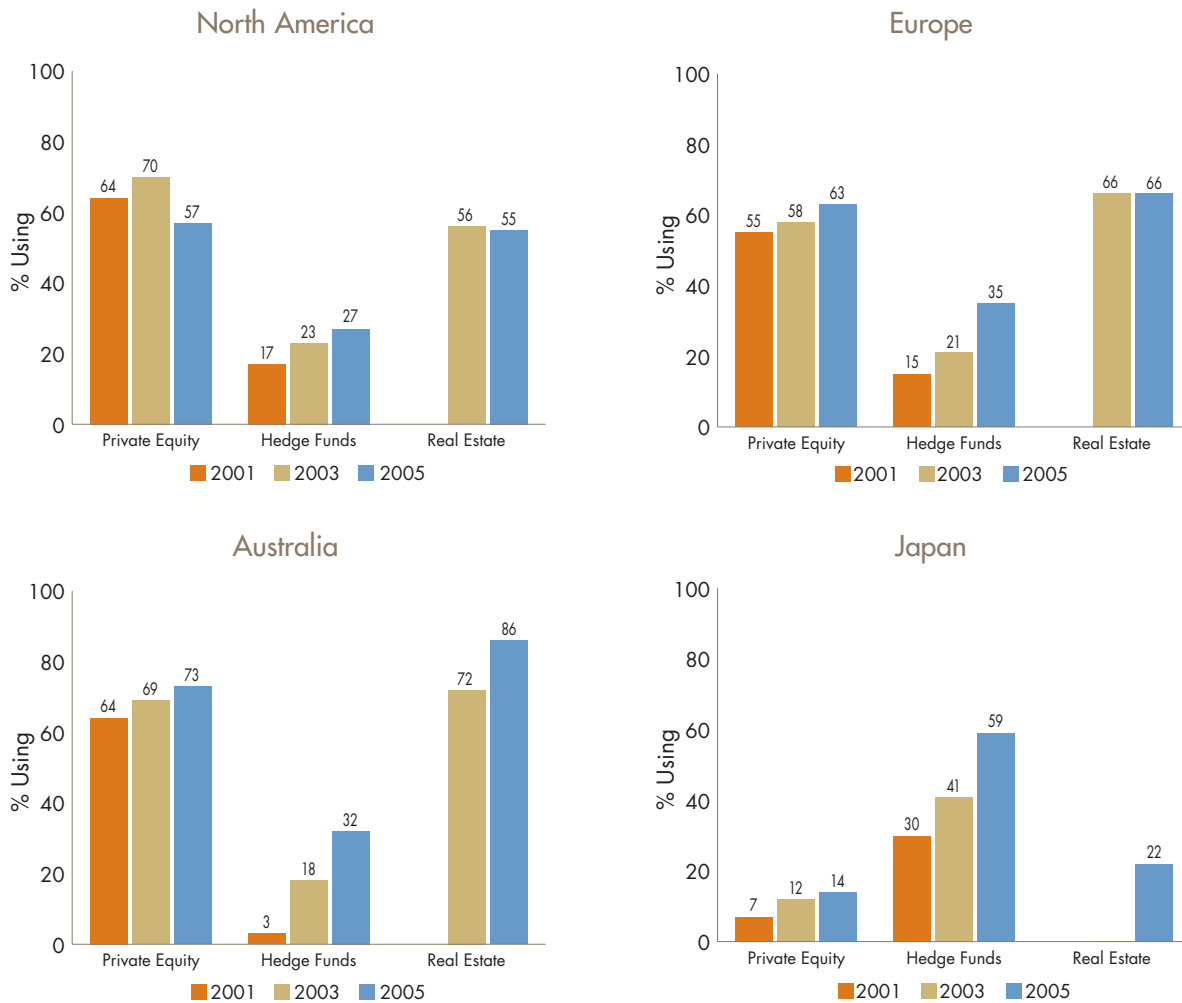 North America
100
80
60
40
20
0
% Using
64
70
57
17
23
27
56
55
Private Equity
Hedge Funds
Real Estate
2001 2003 2005
Europe
100
80
60
40
20
0
% Using
55
58
63
15
21
35
66
66
Private Equity
Hedge Funds
Real Estate
2001 2003 2005
Australia
100
80
60
40
20
0
% Using
64
69
73
3
18
32
72
86
Private Equity
Hedge Funds
Real Estate
2001 2003 2005
Japan
100
80
60
40
20
0
% Using
7
12
14
30
41
59
22
Private Equity
Hedge Funds
Real Estate
2001 2003 2005